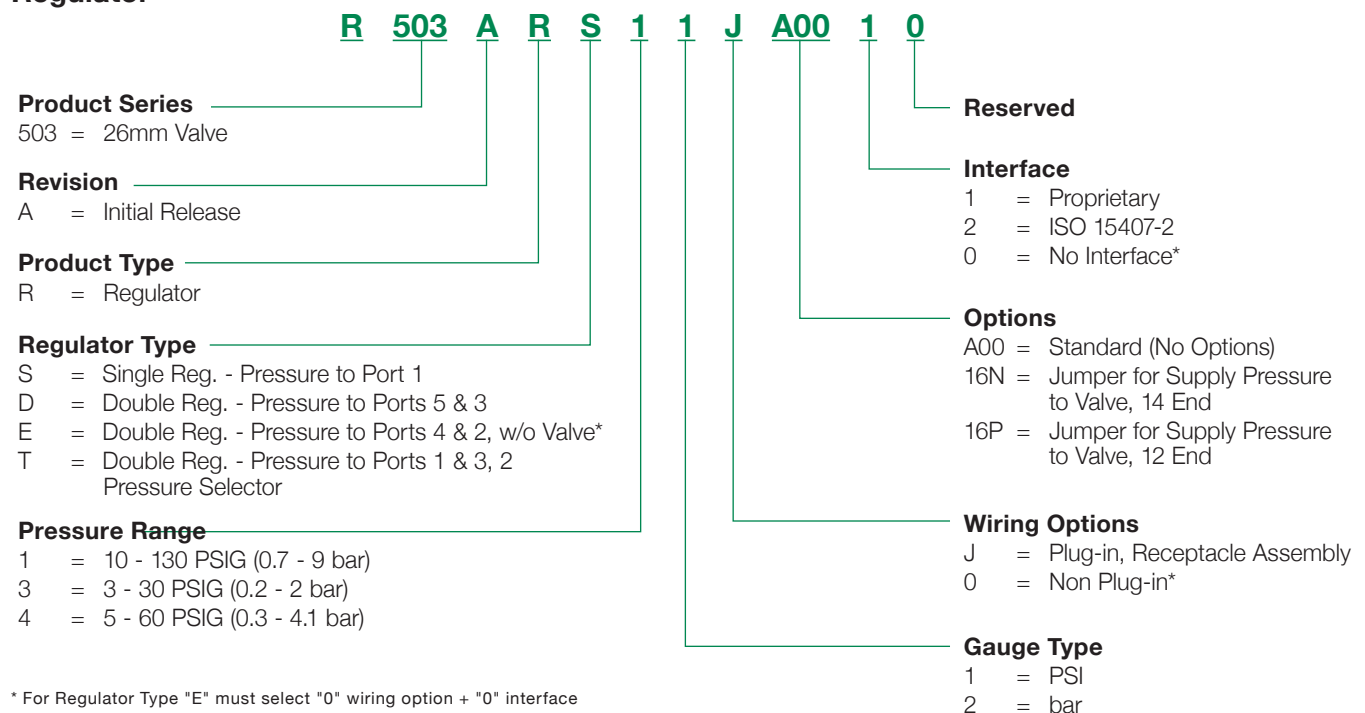 Regulator
R 503 A R S 1 1 J A00 1 0
Product Series
503 = 26mm Valve
Revision
A = Initial Release
Product Type
R = Regulator
Regulator Type
S = Single Reg. - Pressure to Port 1
D = Double Reg. - Pressure to Ports 5 & 3
E = Double Reg. - Pressure to Ports 4 & 2, w/o Valve*
T = Double Reg. - Pressure to Ports 1 & 3, 2
Pressure Selector
Pressure Range
1 = 10 - 130 PSIG (0.7 - 9 bar)
3 = 3 - 30 PSIG (0.2 - 2 bar)
4 = 5 - 60 PSIG (0.3 - 4.1 bar)
* For Regulator Type "E" must select "0" wiring option + "0" interface
Reserved
Interface
1 = Proprietary
2 = ISO 15407-2
0 = No Interface*
Options
A00 = Standard (No Options)
16N = Jumper for Supply Pressure
to Valve, 14 End
16P = Jumper for Supply Pressure
to Valve, 12 End
Wiring Options
J = Plug-in, Receptacle Assembly
0 = Non Plug-in*
Gauge Type
1 = PSI
2 = bar